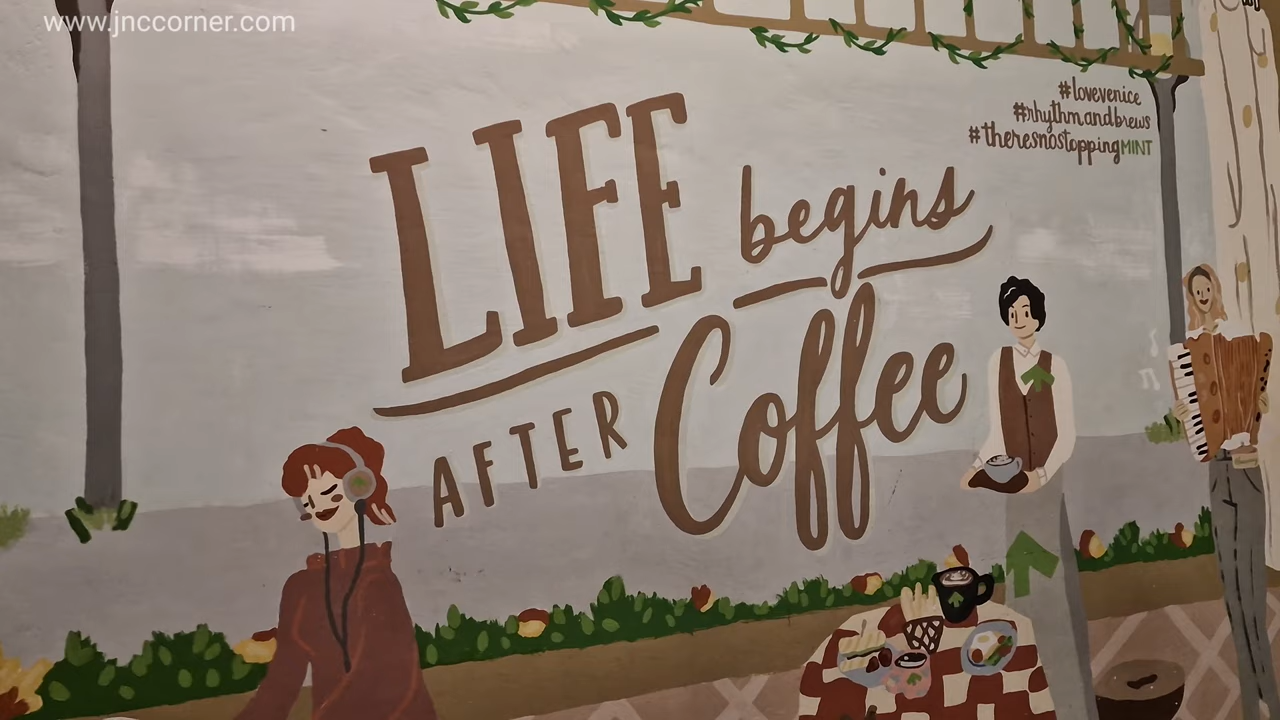 www.jnccorner.com
#lovevenice
#rhythmandbrews
#theresnostoppingMINT
LIFE begins
AFTER Coffee